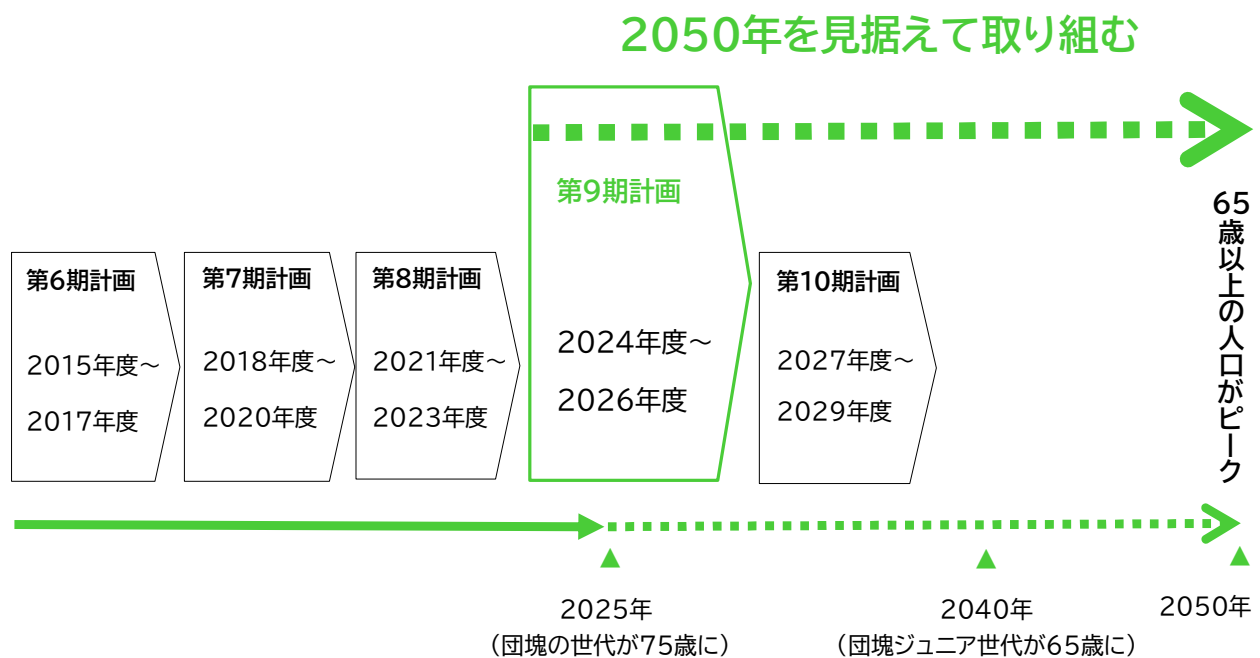 2050年を見据えて取り組む
第6期計画
2015年度～
2017年度
第7期計画
2018年度～
2020年度
第8期計画
2021年度～
2023年度
第9期計画
2024年度～
2026年度
第10期計画
2027年度～
2029年度
65歳以上の人口がピーク
2025年
（団塊の世代が75歳に）
2040年
（団塊ジュニア世代が65歳に）
2050年